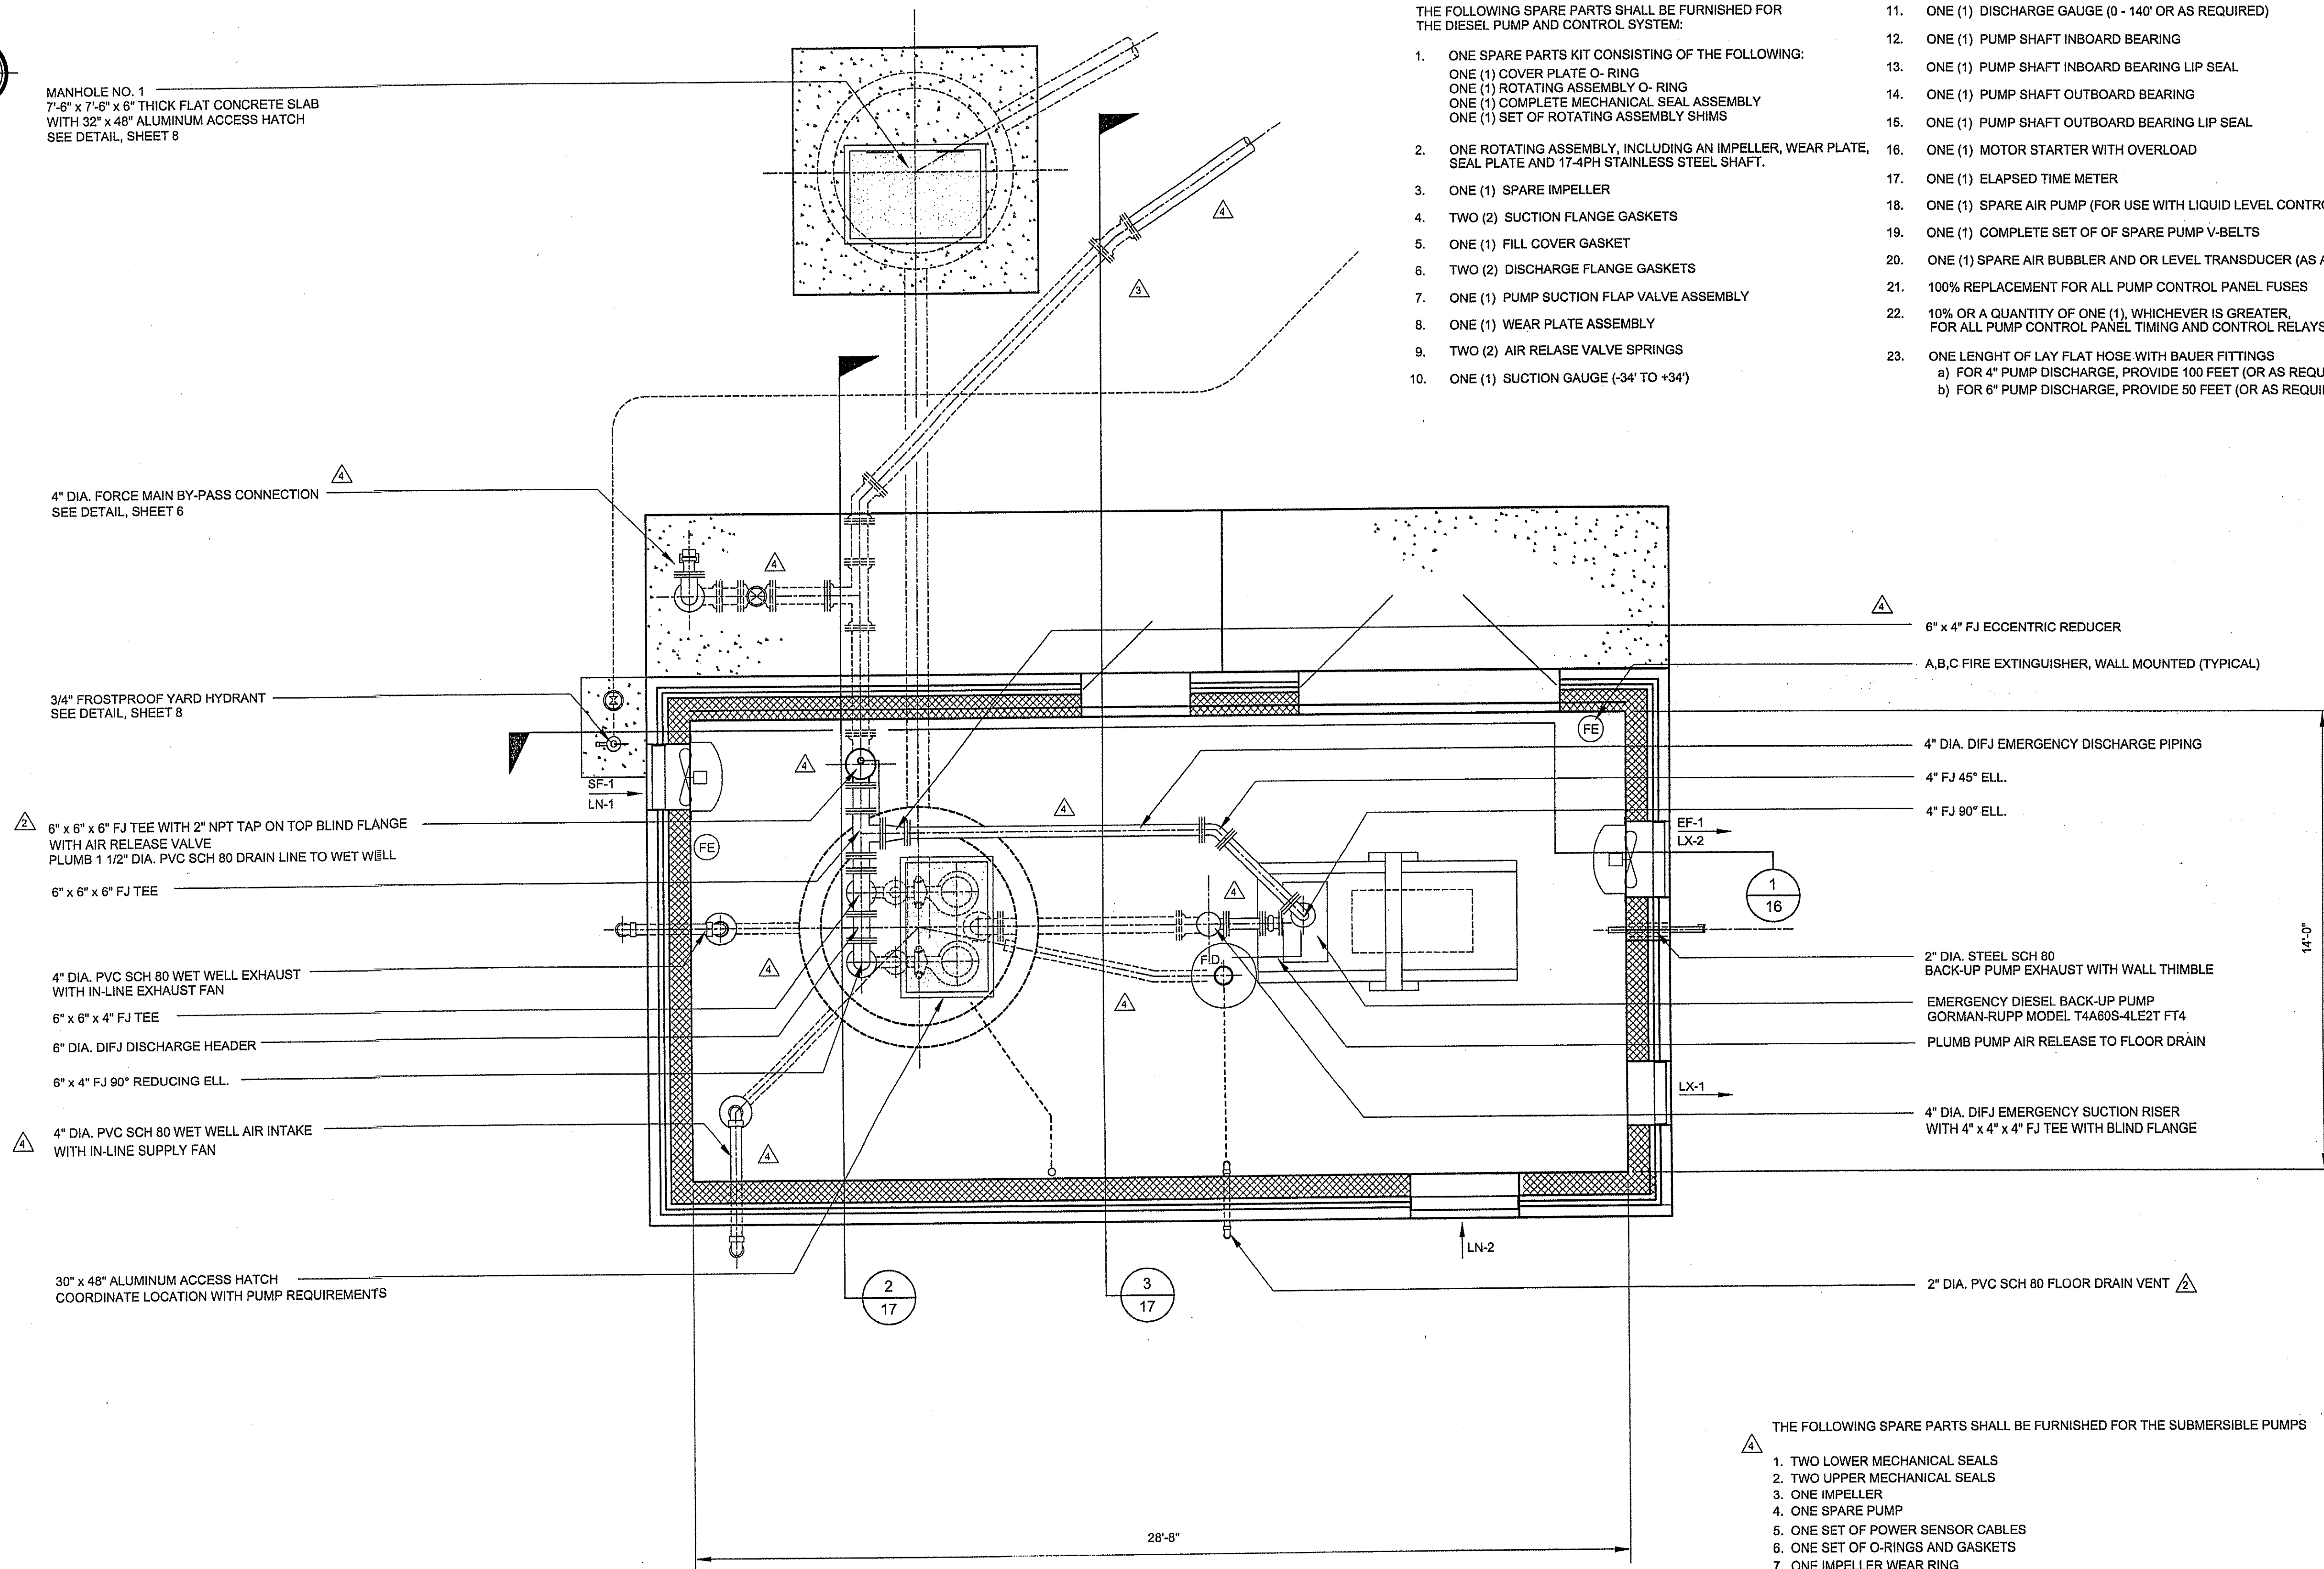 MANHOLE NO. 1
7'-6" x 7'-6" x 6" THICK FLAT CONCRETE SLAB
WITH 32" x 48" ALUMINUM ACCESS HATCH
SEE DETAIL, SHEET 8
4
4" DIA. FORCE MAIN BY-PASS CONNECTION
SEE DETAIL, SHEET 6
3/4" FROSTPROOF YARD HYDRANT
SEE DETAIL, SHEET 8
2
6" x 6" x 6" FJ TEE WITH 2" NPT TAP ON TOP BLIND FLANGE
WITH AIR RELEASE VALVE
PLUMB 1 1/2" DIA. PVC SCH 80 DRAIN LINE TO WET WELL
6" x 6" x 6" FJ TEE
4" DIA. PVC SCH 80 WET WELL EXHAUST
WITH IN-LINE EXHAUST FAN
6" x 6" x 4" FJ TEE
6" DIA. DIFJ DISCHARGE HEADER
6" x 4" FJ 90° REDUCING ELL.
4
4" DIA. PVC SCH 80 WET WELL AIR INTAKE
WITH IN-LINE SUPPLY FAN
30" x 48" ALUMINUM ACCESS HATCH
COORDINATE LOCATION WITH PUMP REQUIREMENTS
4
3
4
SF-1
LN-1
FE
4
4
4
4
4
4
4
F.D.
FE
EF-1
LX-2
LX-1
LN-2
1
16
2
17
3
17
28'-8"
14'-0"
THE FOLLOWING SPARE PARTS SHALL BE FURNISHED FOR
THE DIESEL PUMP AND CONTROL SYSTEM:
1. ONE SPARE PARTS KIT CONSISTING OF THE FOLLOWING:
ONE (1) COVER PLATE O- RING
ONE (1) ROTATING ASSEMBLY O- RING
ONE (1) COMPLETE MECHANICAL SEAL ASSEMBLY
ONE (1) SET OF ROTATING ASSEMBLY SHIMS
2. ONE ROTATING ASSEMBLY, INCLUDING AN IMPELLER, WEAR PLATE,
SEAL PLATE AND 17-4PH STAINLESS STEEL SHAFT.
3. ONE (1) SPARE IMPELLER
4. TWO (2) SUCTION FLANGE GASKETS
5. ONE (1) FILL COVER GASKET
6. TWO (2) DISCHARGE FLANGE GASKETS
7. ONE (1) PUMP SUCTION FLAP VALVE ASSEMBLY
8. ONE (1) WEAR PLATE ASSEMBLY
9. TWO (2) AIR RELASE VALVE SPRINGS
10. ONE (1) SUCTION GAUGE (-34' TO +34')
11. ONE (1) DISCHARGE GAUGE (0 - 140' OR AS REQUIRED)
12. ONE (1) PUMP SHAFT INBOARD BEARING
13. ONE (1) PUMP SHAFT INBOARD BEARING LIP SEAL
14. ONE (1) PUMP SHAFT OUTBOARD BEARING
15. ONE (1) PUMP SHAFT OUTBOARD BEARING LIP SEAL
16. ONE (1) MOTOR STARTER WITH OVERLOAD
17. ONE (1) ELAPSED TIME METER
18. ONE (1) SPARE AIR PUMP (FOR USE WITH LIQUID LEVEL
19. ONE (1) COMPLETE SET OF OF SPARE PUMP V-BELTS
20. ONE (1) SPARE AIR BUBBLER AND OR LEVEL TRANSDUCER (AS
21. 100% REPLACEMENT FOR ALL PUMP CONTROL PANEL FUSES
22. 10% OR A QUANTITY OF ONE (1), WHICHEVER IS GREATER,
FOR ALL PUMP CONTROL PANEL TIMING AND CONTROL RELAYS
23. ONE LENGHT OF LAY FLAT HOSE WITH BAUER FITTINGS
a) FOR 4" PUMP DISCHARGE, PROVIDE 100 FEET (OR AS
b) FOR 6" PUMP DISCHARGE, PROVIDE 50 FEET (OR AS
4
6" x 4" FJ ECCENTRIC REDUCER
A,B,C FIRE EXTINGUISHER, WALL MOUNTED (TYPICAL)
4" DIA. DIFJ EMERGENCY DISCHARGE PIPING
4" FJ 45° ELL.
4" FJ 90° ELL.
2" DIA. STEEL SCH 80
BACK-UP PUMP EXHAUST WITH WALL THIMBLE
EMERGENCY DIESEL BACK-UP PUMP
GORMAN-RUPP MODEL T4A60S-4LE2T FT4
PLUMB PUMP AIR RELEASE TO FLOOR DRAIN
4" DIA. DIFJ EMERGENCY SUCTION RISER
WITH 4" x 4" x 4" FJ TEE WITH BLIND FLANGE
2" DIA. PVC SCH 80 FLOOR DRAIN VENT 2
THE FOLLOWING SPARE PARTS SHALL BE FURNISHED FOR THE SUBMERSIBLE PUMPS
4
1. TWO LOWER MECHANICAL SEALS
2. TWO UPPER MECHANICAL SEALS
3. ONE IMPELLER
4. ONE SPARE PUMP
5. ONE SET OF POWER SENSOR CABLES
6. ONE SET OF O-RINGS AND GASKETS
7. ONE IMPELLER WEAR RING